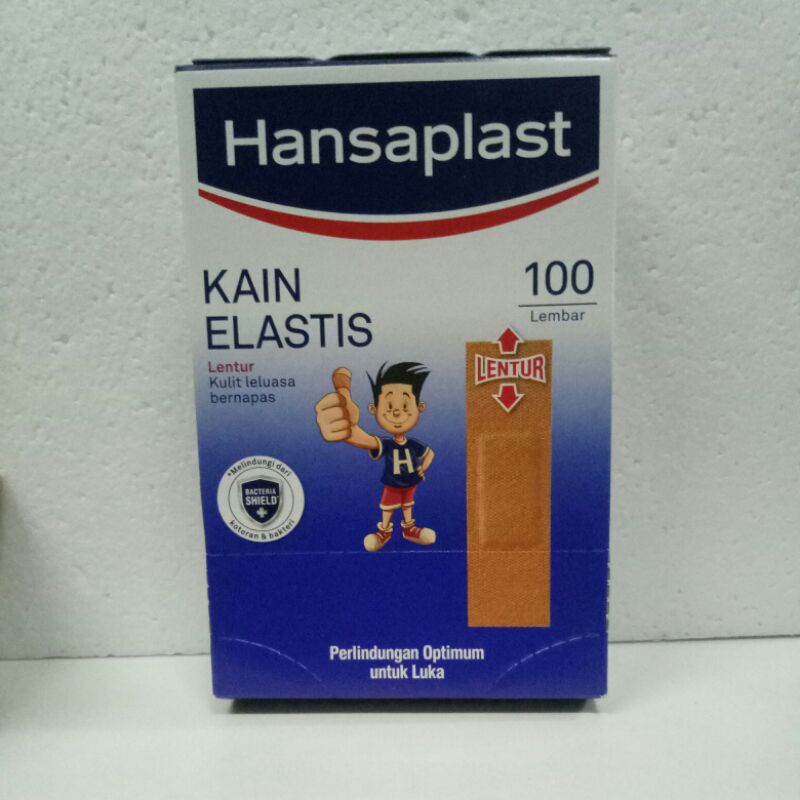 Hansaplast
KAIN
ELASTIS
100
Lembar
Lentur
Kulit leluasa
bernapas
LENTUR
H
*Melindungi dari
BACTERIA
SHIELD
kotoran & bakteri
Perlindungan Optimum
untuk Luka